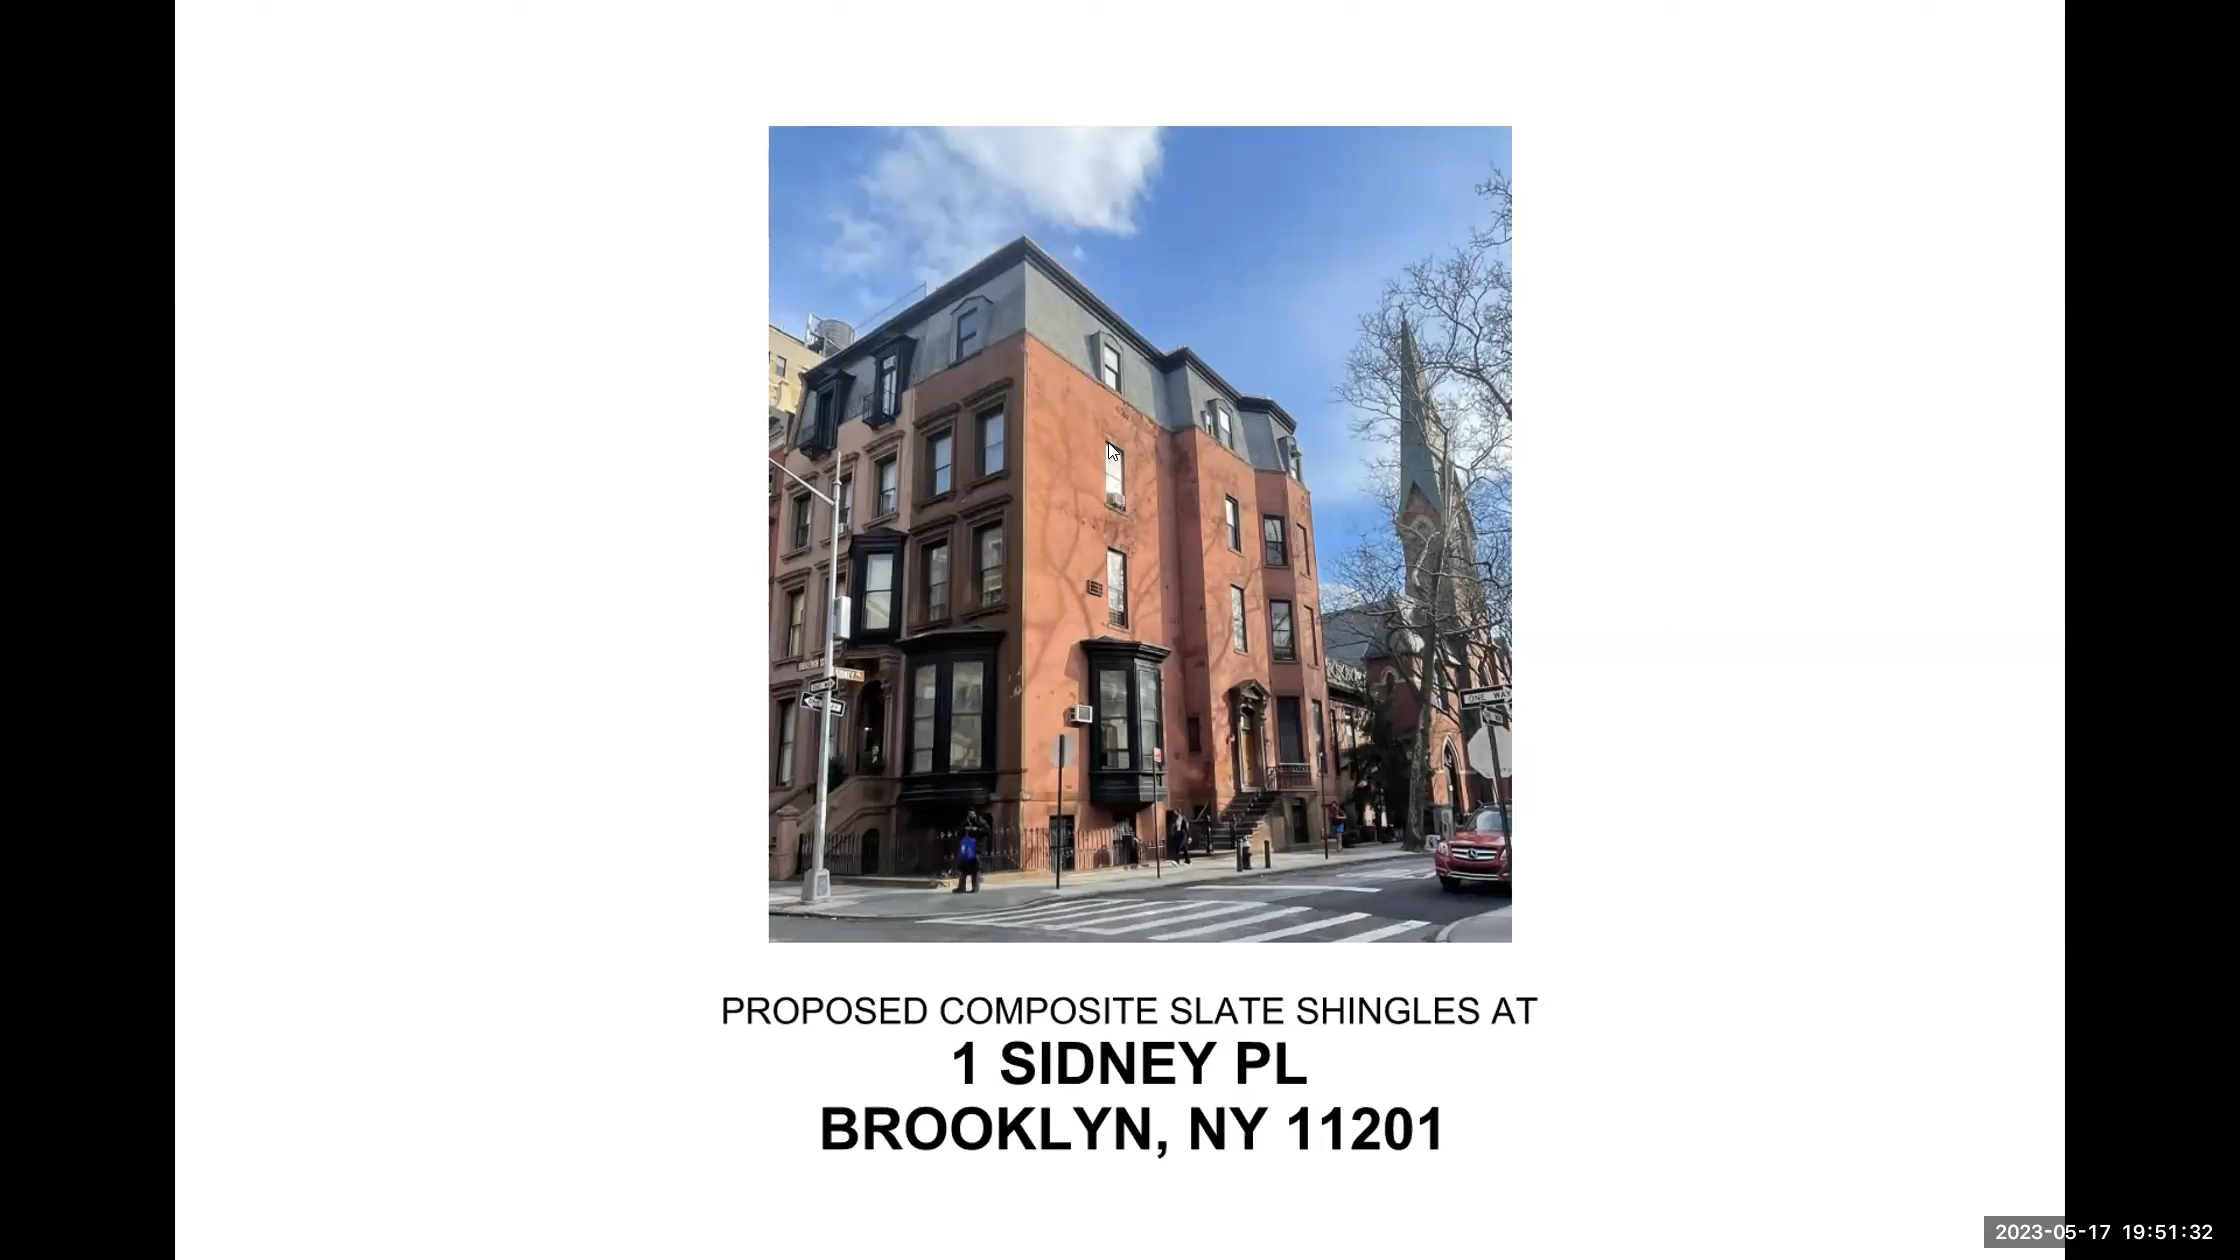 ONE WAY
PROPOSED COMPOSITE SLATE SHINGLES AT
1 SIDNEY PL
BROOKLYN, NY 11201
2023-05-17 19:51:32